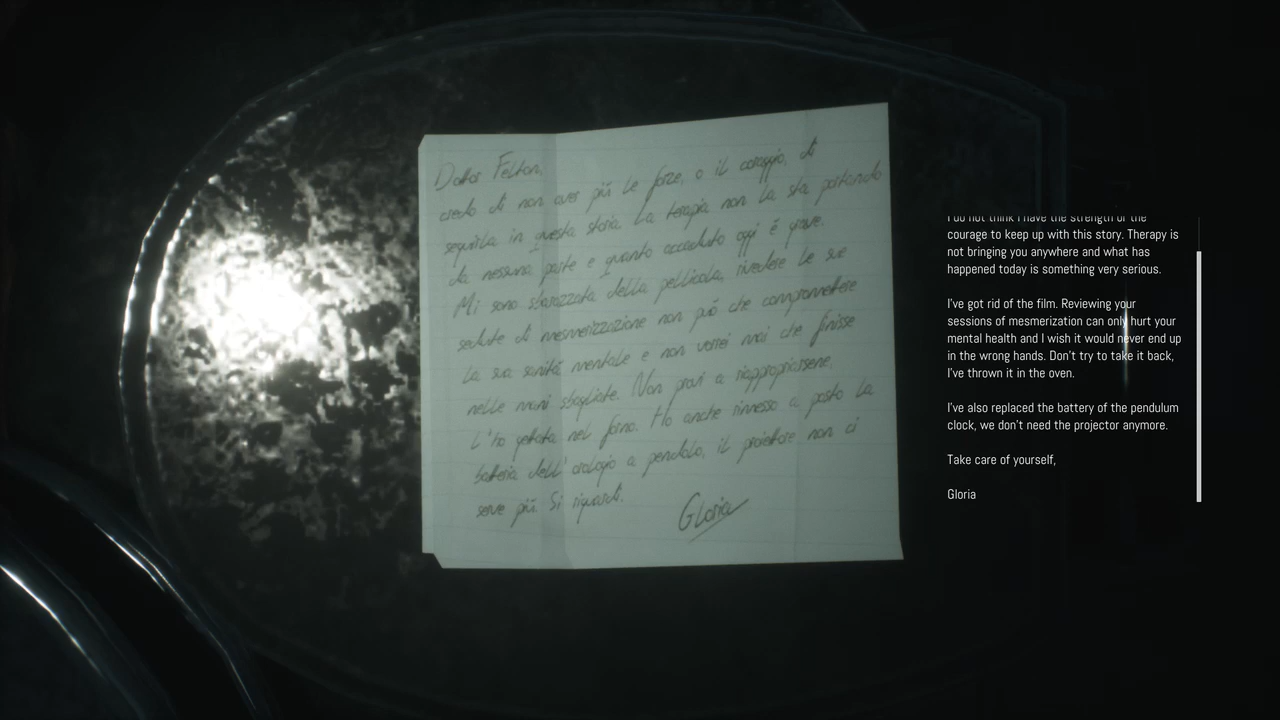 Dottor Felton,
credo di non aver più le forze, o il coraggio, di
seguirla in questa storia. La terapia non la sta portando
da nessuna parte e quanto accaduto oggi é grave.
Mi sono sbarazzata della pellicola, rivedere le sue
sedute di mesmerizzazione non può che compromettere
la sua sanità mentale e non vorrei mai che finisse
nelle mani sbagliate. Non provi a riappropriarsene,
L'ho gettata nel forno. Ho anche rimesso a posto la
batteria dell'orologio a pendolo, il proiettore non ci
serve più. Si riguardi.
Gloria
I do not think I have the strength or the
courage to keep up with this story. Therapy is
not bringing you anywhere and what has
happened today is something very serious.
I've got rid of the film. Reviewing your
sessions of mesmerization can only hurt your
mental health and I wish it would never end up
in the wrong hands. Don't try to take it back,
I've thrown it in the oven.
I've also replaced the battery of the pendulum
clock, we don't need the projector anymore.
Take care of yourself,
Gloria